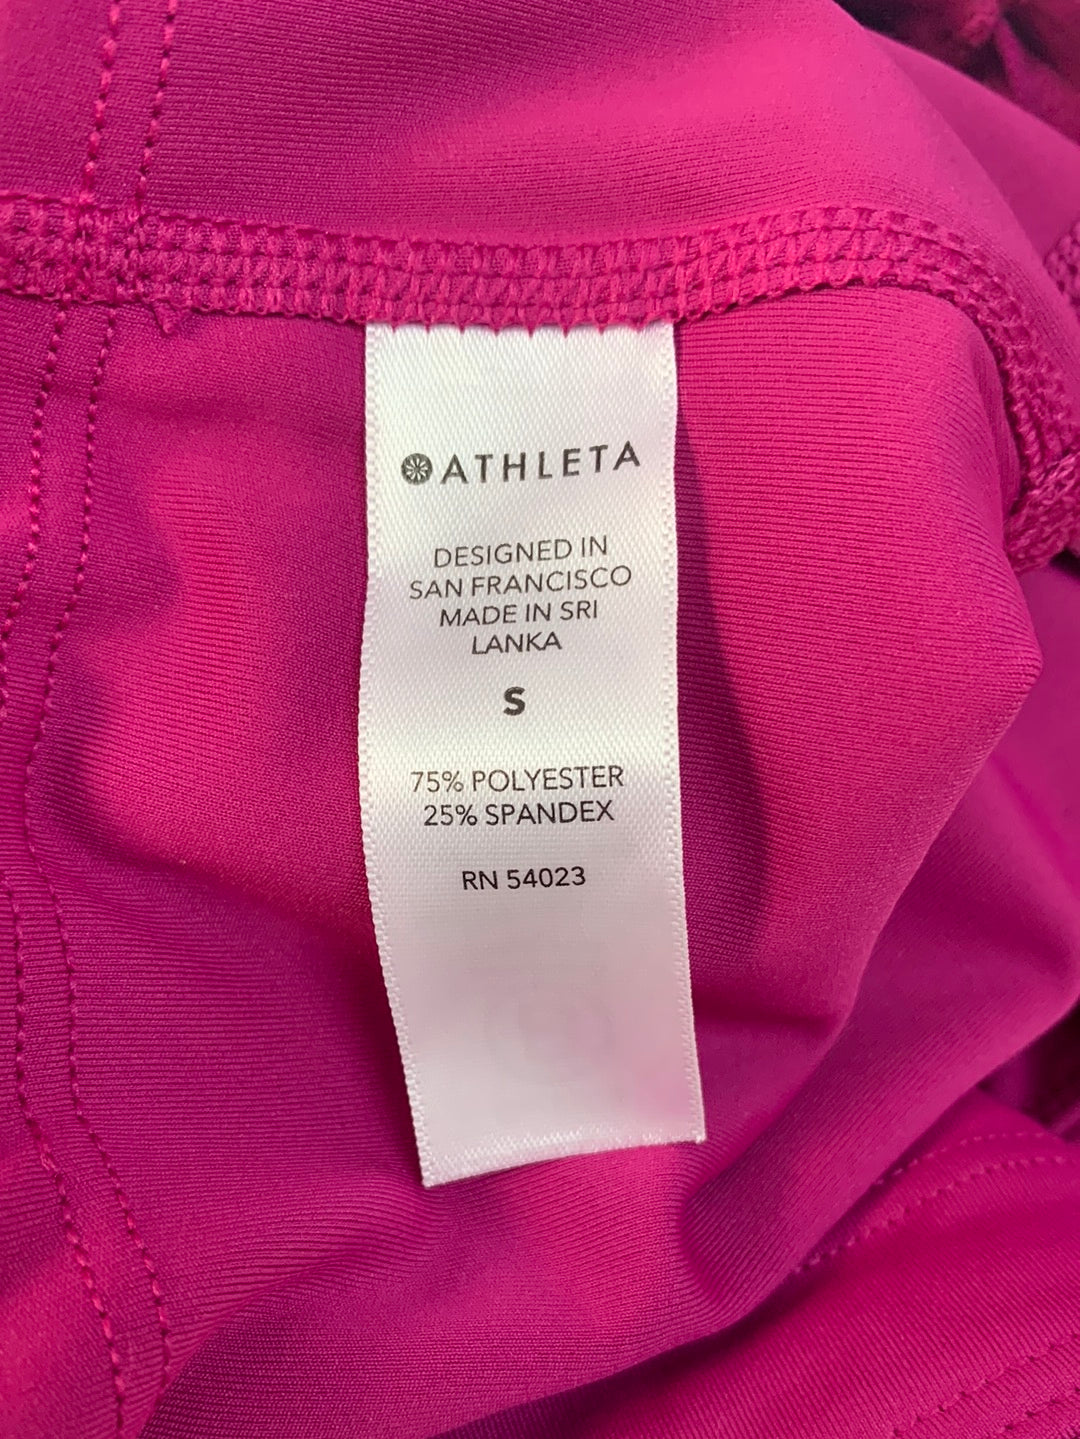 ATHLETA
DESIGNED IN
SAN FRANCISCO
MADE IN SRI
LANKA
S
75% POLYESTER
25% SPANDEX
RN 54023